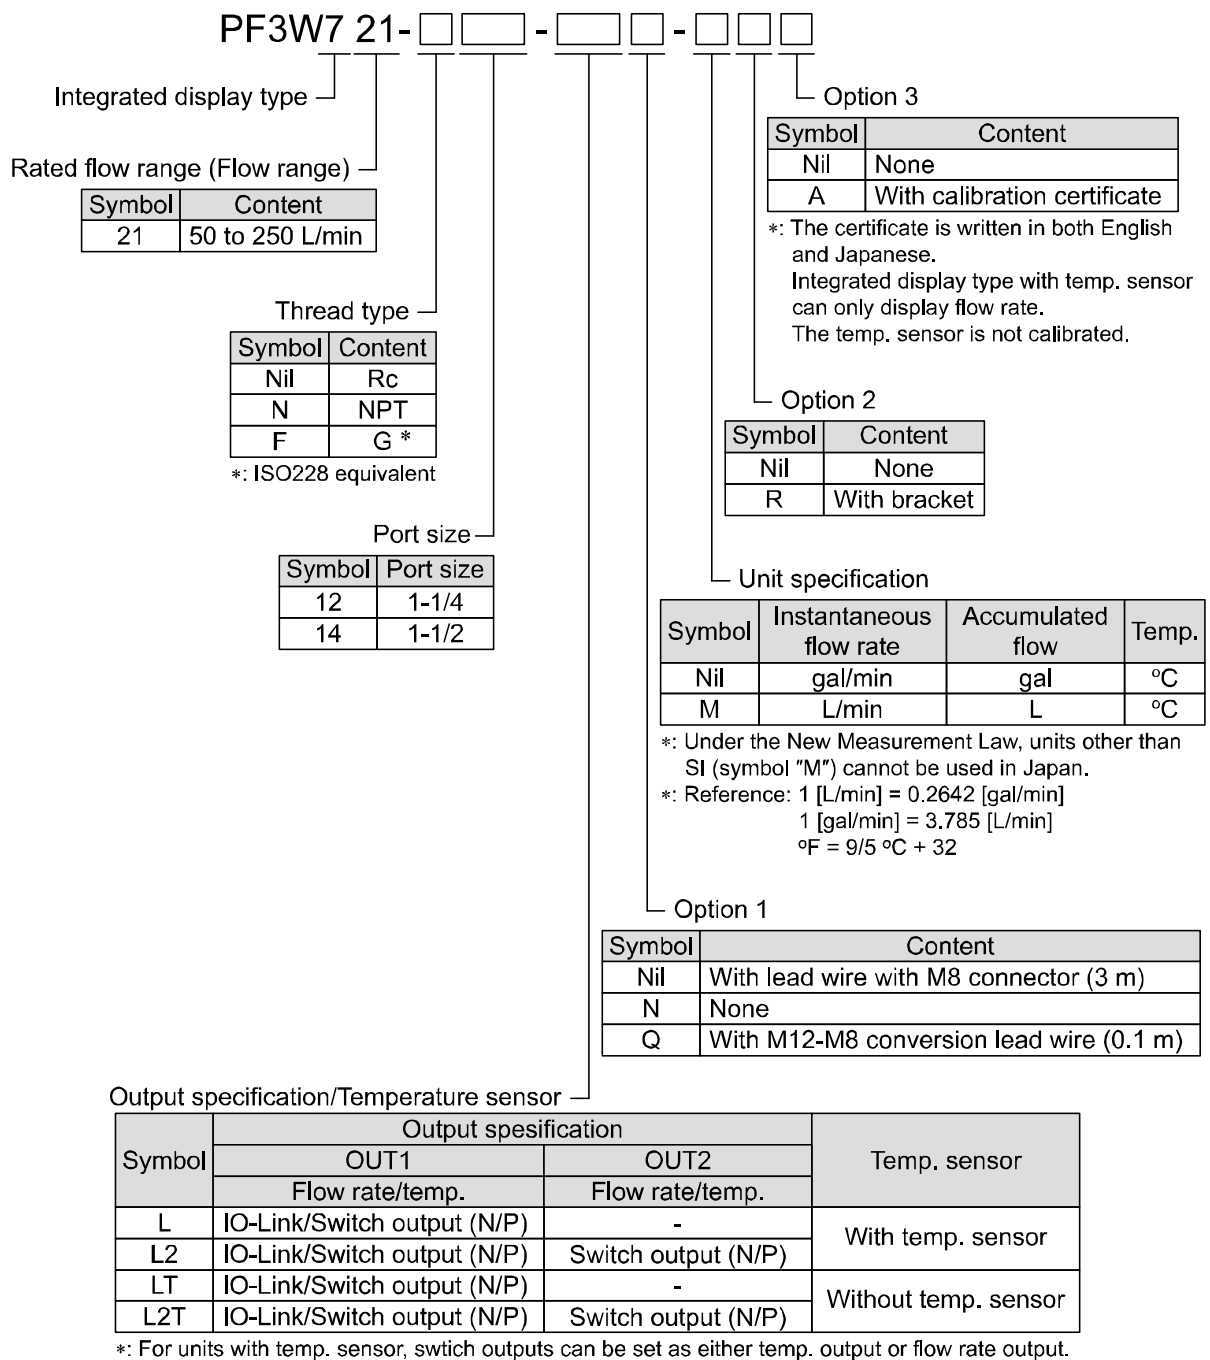 PF3W7 21- -  -
Integrated display type
Rated flow range (Flow range)
Symbol Content
21 50 to 250 L/min
Thread type
Symbol Content
Nil Rc
N NPT
F G *
*: ISO228 equivalent
Port size
Symbol Port size
12 1-1/4
14 1-1/2
Option 3
Symbol Content
Nil None
A With calibration certificate
*: The certificate is written in both English
and Japanese.
Integrated display type with temp. sensor
can only display flow rate.
The temp. sensor is not calibrated.
Option 2
Symbol Content
Nil None
R With bracket
Unit specification
Symbol Instantaneous flow rate Accumulated flow Temp.
Nil gal/min gal ºC
M L/min L ºC
*: Under the New Measurement Law, units other than
SI (symbol "M") cannot be used in Japan.
*: Reference: 1 [L/min] = 0.2642 [gal/min]
1 [gal/min] = 3.785 [L/min]
ºF = 9/5 ºC + 32
Option 1
Symbol Content
Nil With lead wire with M8 connector (3 m)
N None
Q With M12-M8 conversion lead wire (0.1 m)
Output specification/Temperature sensor
Symbol Output spesification Temp. sensor
OUT1 OUT2
Flow rate/temp. Flow rate/temp.
L IO-Link/Switch output (N/P) - With temp. sensor
L2 IO-Link/Switch output (N/P) Switch output (N/P)
LT IO-Link/Switch output (N/P) - Without temp. sensor
L2T IO-Link/Switch output (N/P) Switch output (N/P)
*: For units with temp. sensor, swtich outputs can be set as either temp. output or flow rate output.